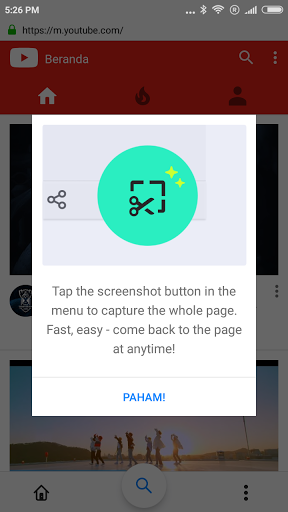 5:26 PM
https://m.youtube.com/
Beranda
Tap the screenshot button in the
menu to capture the whole page.
Fast, easy - come back to the page
at anytime!
PAHAM!